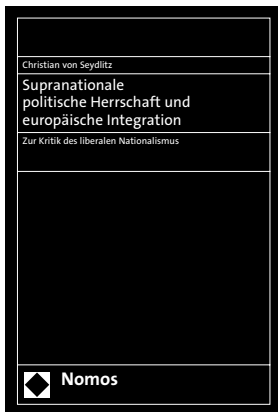 Christian von Seydlitz
Supranationale
politische Herrschaft und
europäische Integration
Zur Kritik des liberalen Nationalismus
Nomos